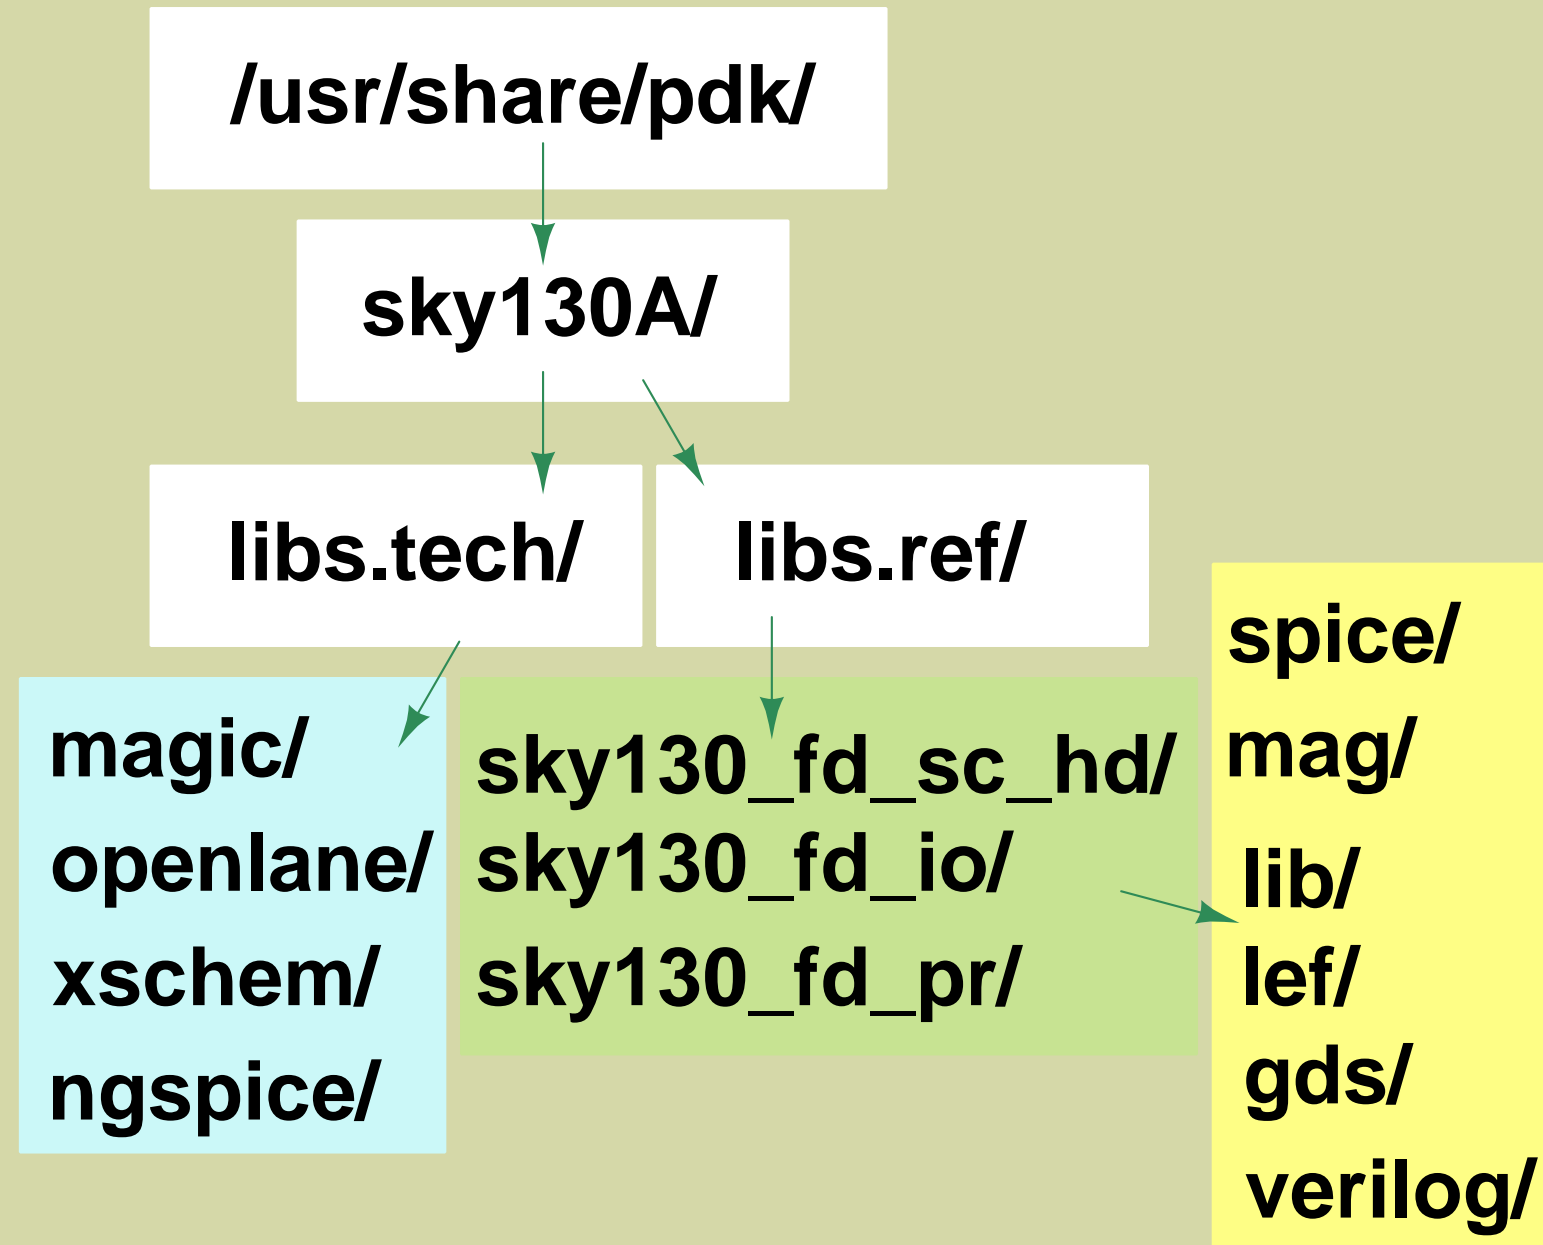 /usr/share/pdk/
sky130A/
libs.tech/
libs.ref/
magic/
openlane/
xschem/
ngspice/
sky130_fd_sc_hd/
sky130_fd_io/
sky130_fd_pr/
spice/
mag/
lib/
lef/
gds/
verilog/